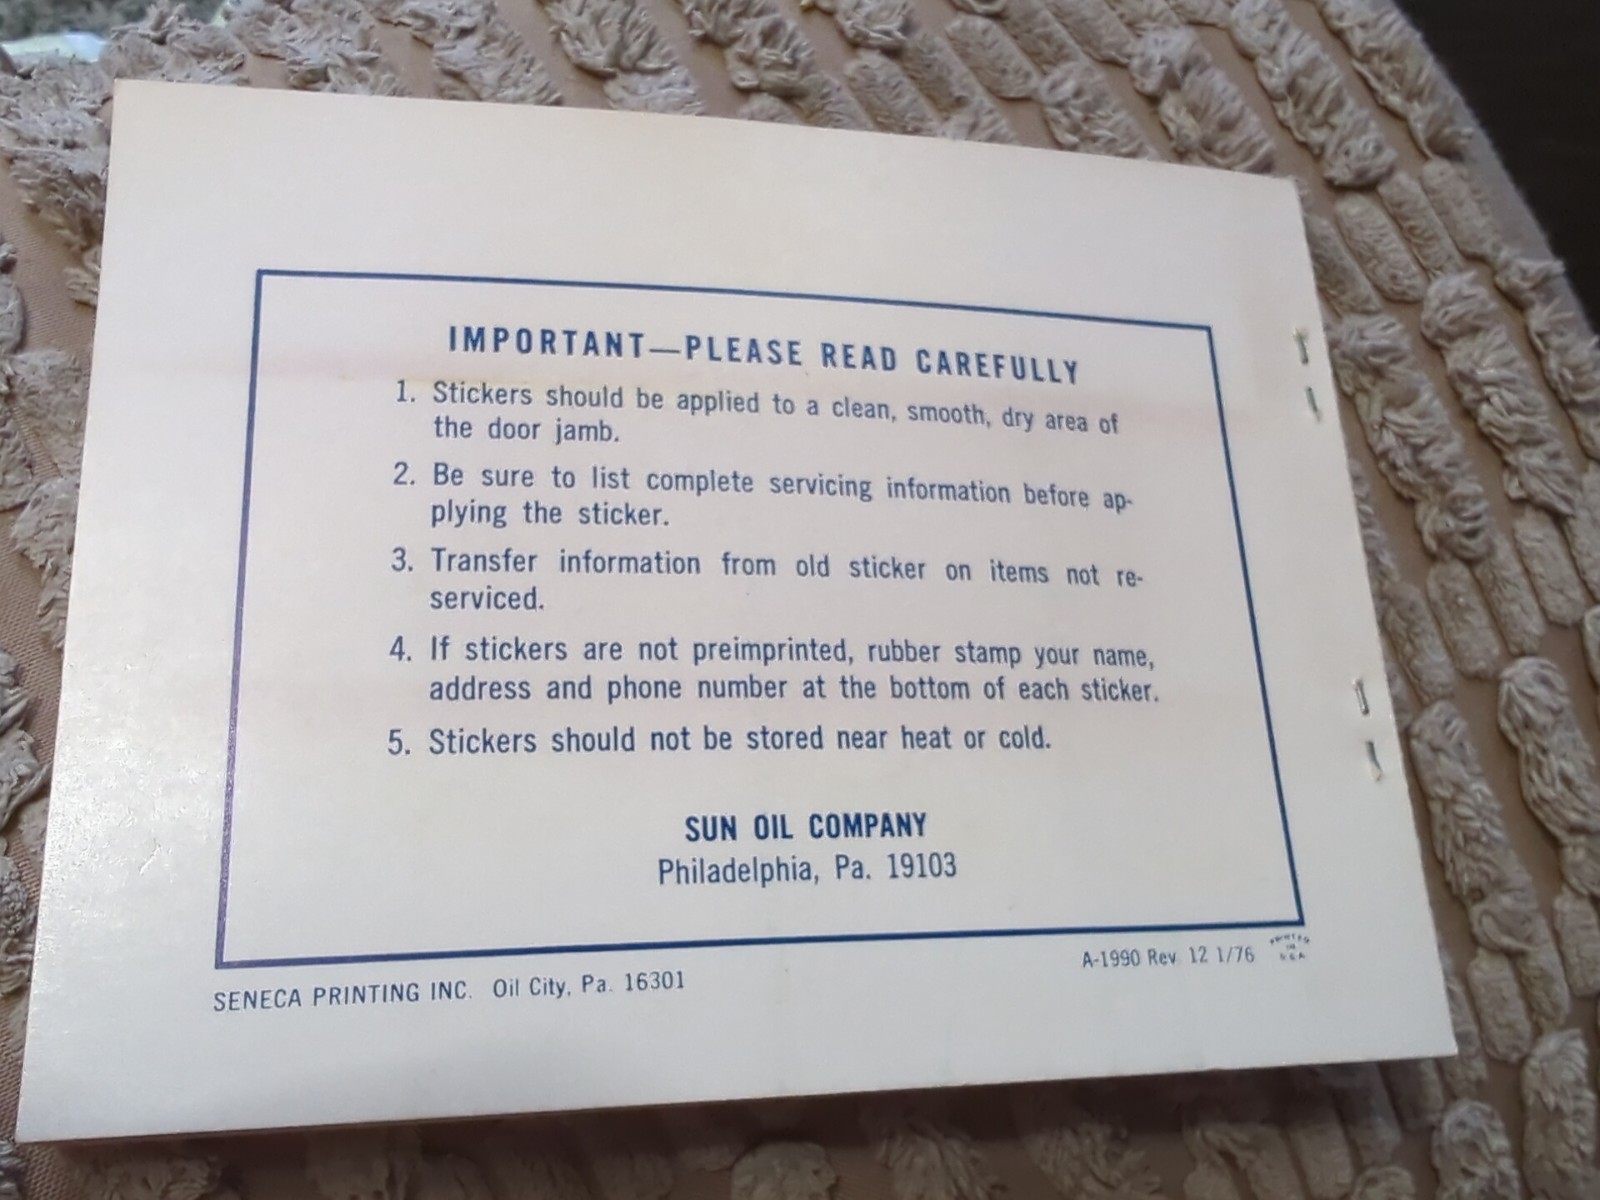 IMPORTANT—PLEASE READ CAREFULLY
1. Stickers should be applied to a clean, smooth, dry area of
the door jamb.
2. Be sure to list complete servicing information before ap-
plying the sticker.
3. Transfer information from old sticker on items not re-
serviced.
4. If stickers are not preimprinted, rubber stamp your name,
address and phone number at the bottom of each sticker.
5. Stickers should not be stored near heat or cold.
SUN OIL COMPANY
Philadelphia, Pa. 19103
SENECA PRINTING INC. Oil City, Pa. 16301
A-1990 Rev. 12 1/76
PRINTED
IN
U.S.A.